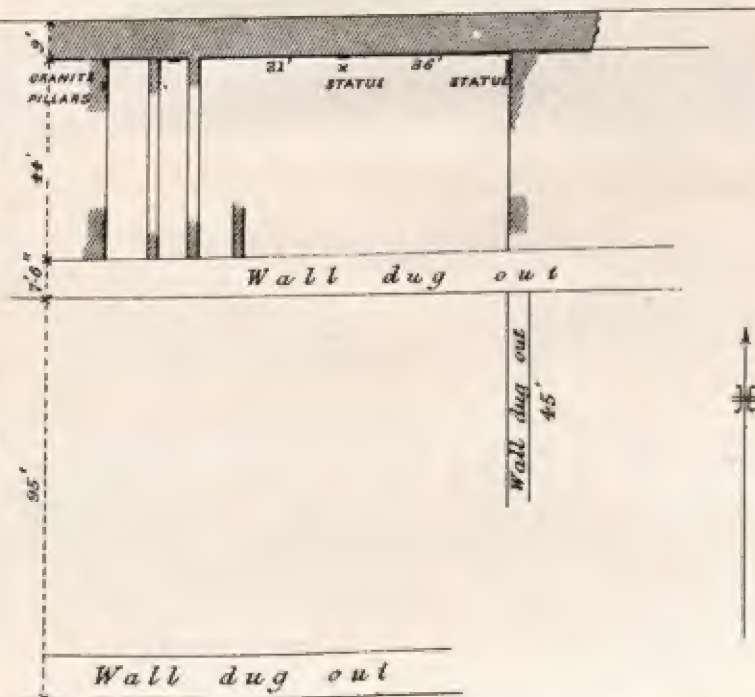 9'
21' x 36'
GRANITE
PILLARS
STATUE
STATUE
44'
7'.6"
Wall dug out
Wall dug out
45'
95'
Wall dug out